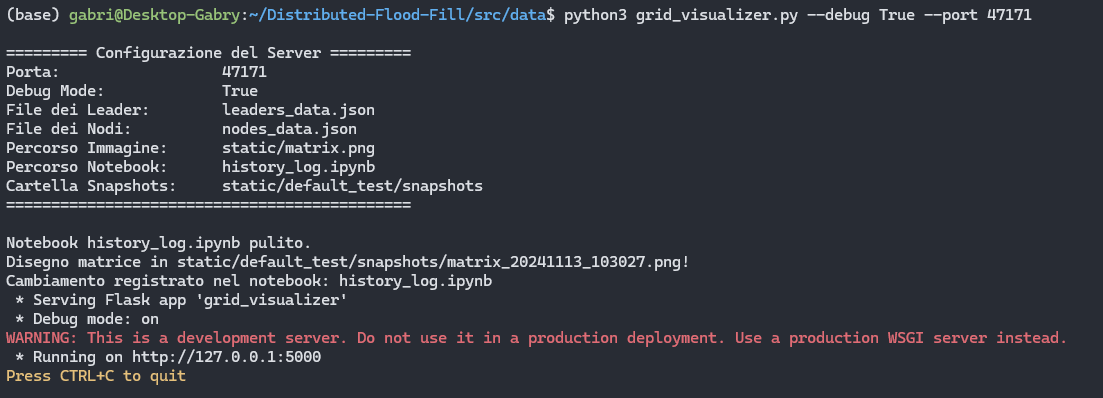 (base) gabri@Desktop-Gabry:~/Distributed-Flood-Fill/src/data$ python3 grid_visualizer.py --debug True --port 47171
========= Configurazione del Server =========
Porta: 47171
Debug Mode: True
File dei Leader: leaders_data.json
File dei Nodi: nodes_data.json
Percorso Immagine: static/matrix.png
Percorso Notebook: history_log.ipynb
Cartella Snapshots: static/default_test/snapshots
=============================================
Notebook history_log.ipynb pulito.
Disegno matrice in static/default_test/snapshots/matrix_20241113_103027.png!
Cambiamento registrato nel notebook: history_log.ipynb
 * Serving Flask app 'grid_visualizer'
 * Debug mode: on
WARNING: This is a development server. Do not use it in a production deployment. Use a production WSGI server instead.
 * Running on http://127.0.0.1:5000
Press CTRL+C to quit